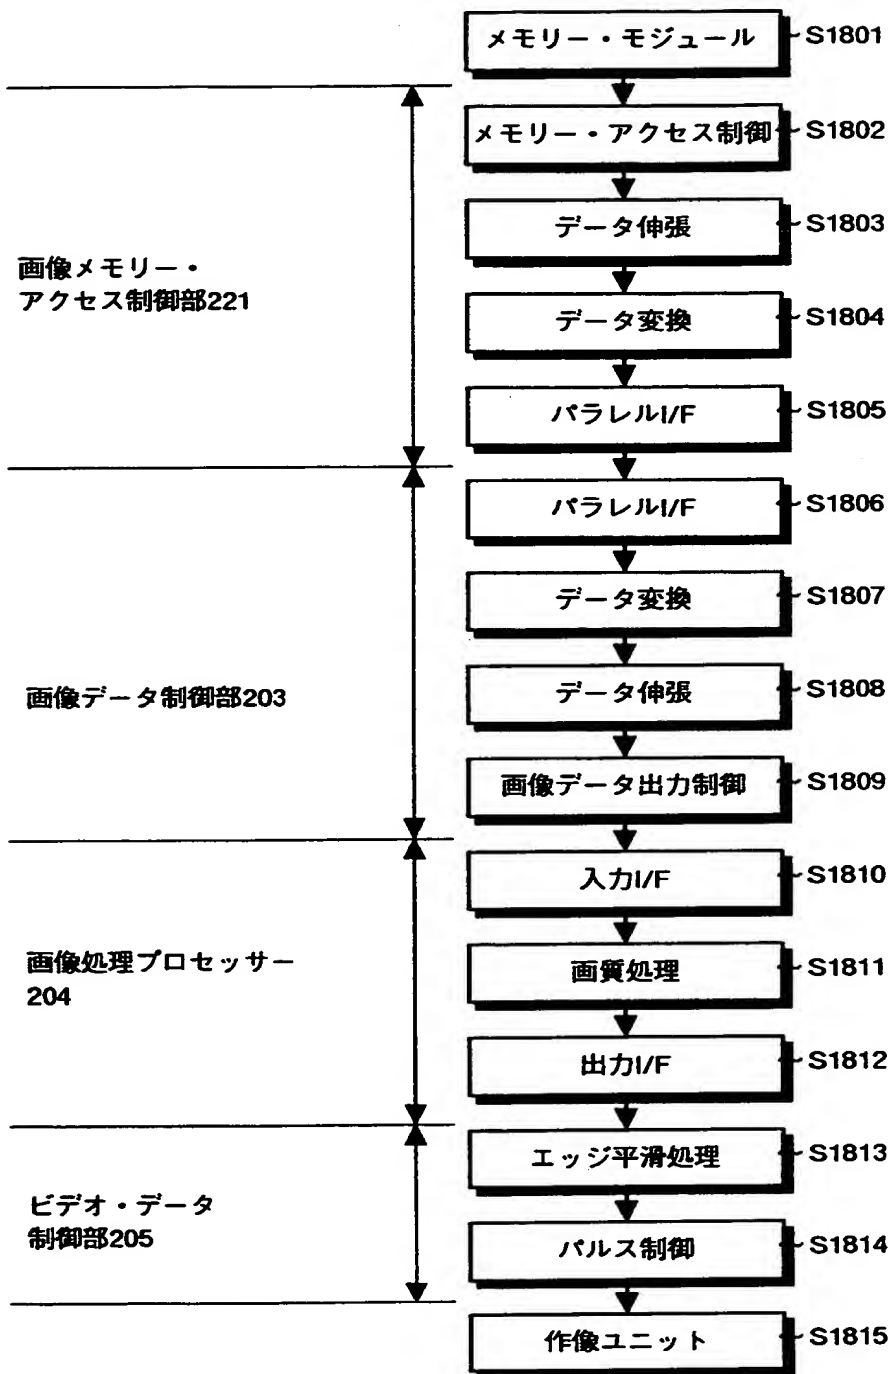 メモリー・モジュール S1801
メモリー・アクセス制御 S1802
データ伸張 S1803
画像メモリー・
アクセス制御部221
データ変換 S1804
パラレルI/F S1805
パラレルI/F S1806
データ変換 S1807
画像データ制御部203
データ伸張 S1808
画像データ出力制御 S1809
入力I/F S1810
画像処理プロセッサー
204
画質処理 S1811
出力I/F S1812
エッジ平滑処理 S1813
ビデオ・データ
制御部205
パルス制御 S1814
作像ユニット S1815